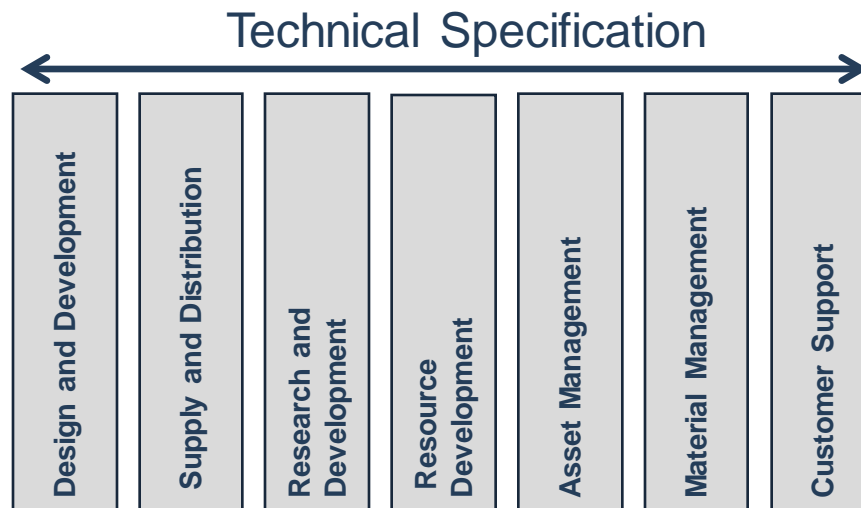 Technical Specification
Design and Development
Supply and Distribution
Research and
Development
Resource
Development
Asset Management
Material Management
Customer Support